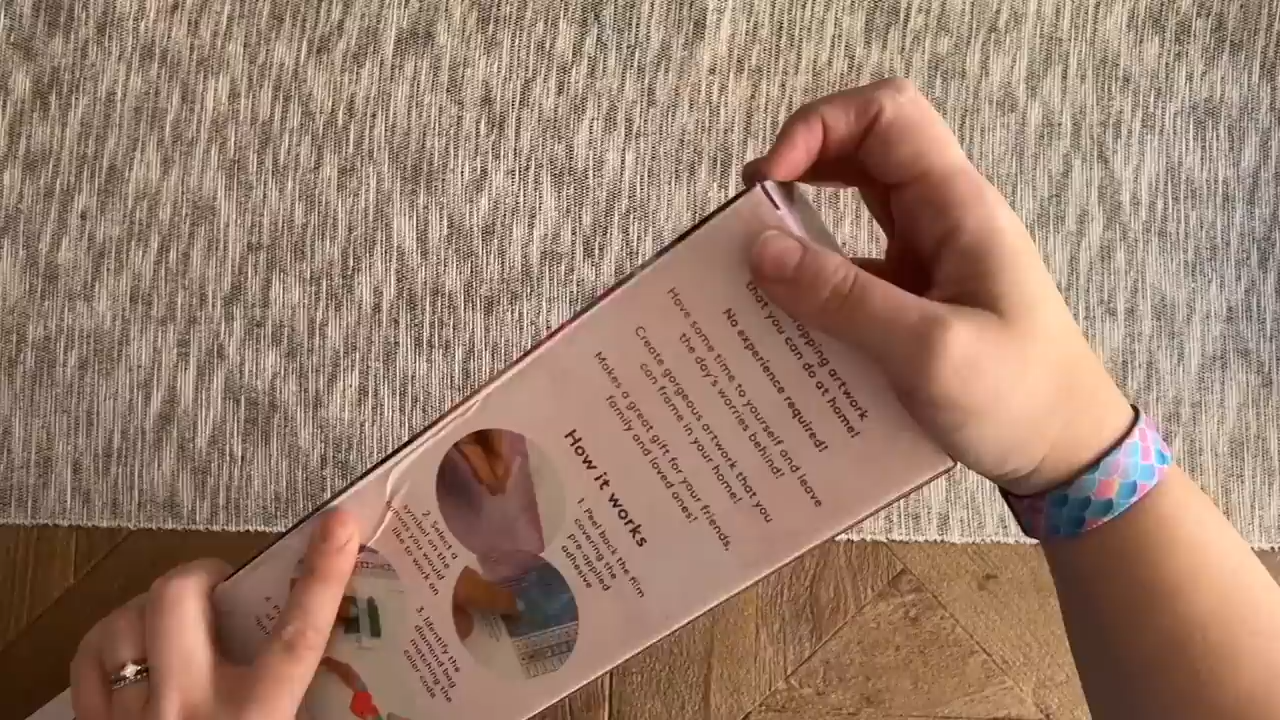 artwork
that you can do at home!
No experience required!
Have some time to yourself and leave
the day's worries behind!
Create gorgeous artwork that you
can frame in your home!
Makes a great gift for your friends,
family and loved ones!
How it works
1. Peel back the film
covering the
pre-applied
adhesive
2. Select a
symbol on the
canvas you would
like to work on
3. Identify the
diamond bag
matching the
color code